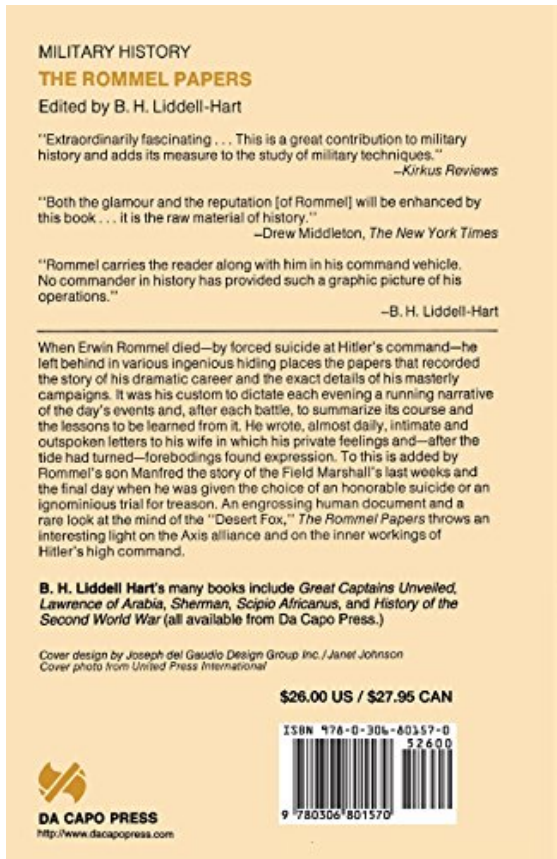 MILITARY HISTORY
THE ROMMEL PAPERS
Edited by B. H. Liddell-Hart
"Extraordinarily fascinating . . . This is a great contribution to military
history and adds its measure to the study of military techniques."
–Kirkus Reviews
"Both the glamour and the reputation [of Rommel] will be enhanced by
this book . . . it is the raw material of history."
–Drew Middleton, The New York Times
"Rommel carries the reader along with him in his command vehicle.
No commander in history has provided such a graphic picture of his
operations."
–B. H. Liddell-Hart
When Erwin Rommel died—by forced suicide at Hitler's command—he
left behind in various ingenious hiding places the papers that recorded
the story of his dramatic career and the exact details of his masterly
campaigns. It was his custom to dictate each evening a running narrative
of the day's events and, after each battle, to summarize its course and
the lessons to be learned from it. He wrote, almost daily, intimate and
outspoken letters to his wife in which his private feelings and—after the
tide had turned—forebodings found expression. To this is added by
Rommel's son Manfred the story of the Field Marshall's last weeks and
the final day when he was given the choice of an honorable suicide or an
ignominious trial for treason. An engrossing human document and a
rare look at the mind of the "Desert Fox," The Rommel Papers throws an
interesting light on the Axis alliance and on the inner workings of
Hitler's high command.
B. H. Liddell Hart's many books include Great Captains Unveiled,
Lawrence of Arabia, Sherman, Scipio Africanus, and History of the
Second World War (all available from Da Capo Press.)
Cover design by Joseph del Gaudio Design Group Inc./Janet Johnson
Cover photo from United Press International
$26.00 US / $27.95 CAN
ISBN 978-0-306-80157-0
52600
9 780306 801570
DA CAPO PRESS
http://www.dacapopress.com